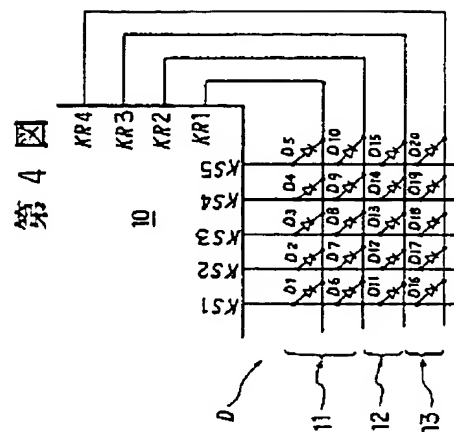 第 4 図
10
KR4
KR3
KR2
KR1
KS1 KS2 KS3 KS4 KS5
D
D1 D2 D3 D4 D5
D6 D7 D8 D9 D10
D11 D12 D13 D14 D15
D16 D17 D18 D19 D20
11
12
13